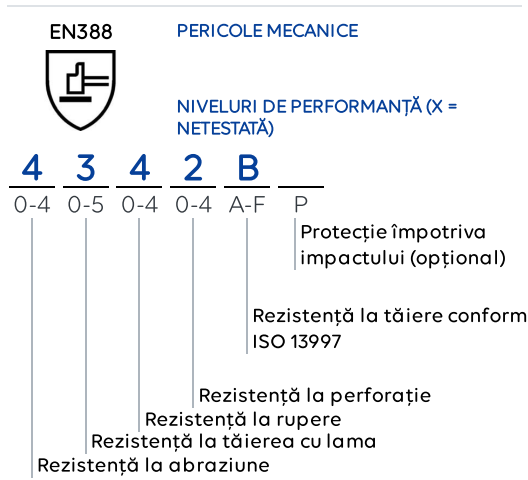 EN388
PERICOLE MECANICE
NIVELURI DE PERFORMANȚĂ (X =
NETESTATĂ)
4 3 4 2 B
0-4 0-5 0-4 0-4 A-F P
Protecție împotriva
impactului (opțional)
Rezistență la tăiere conform
ISO 13997
Rezistență la perforație
Rezistență la rupere
Rezistență la tăierea cu lama
Rezistență la abraziune